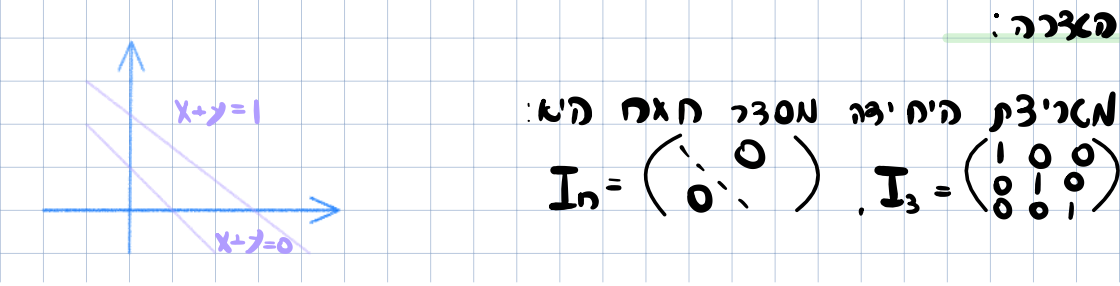 הגדרה:
מטריצת היחידה מסדר nxn היא:
I₃ = (1 0 0
0 1 0
0 0 1) , Iₙ = (⋱ 0
0 ⋱)
x+y=1
x+y=0